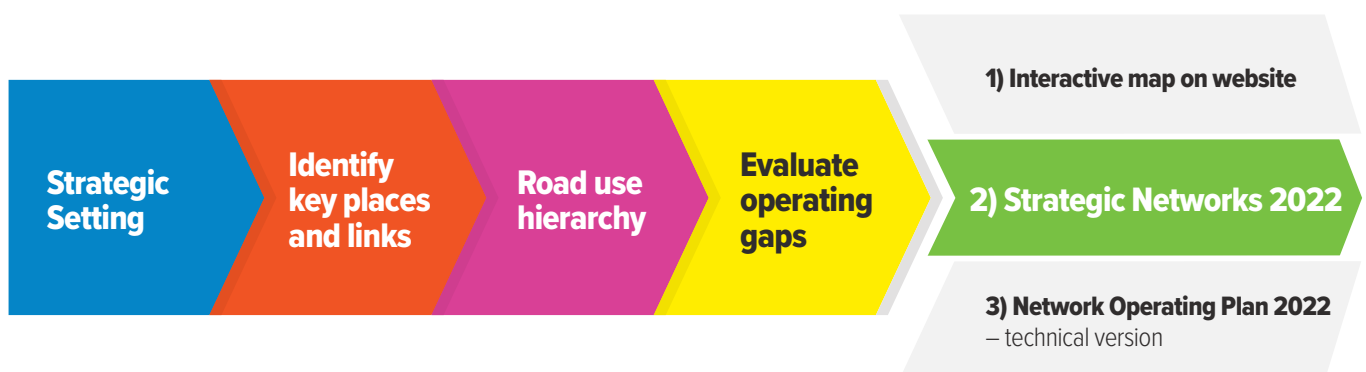 Strategic
Setting
Identify
key places
and links
Road use
hierarchy
Evaluate
operating
gaps
1) Interactive map on website
2) Strategic Networks 2022
3) Network Operating Plan 2022
– technical version